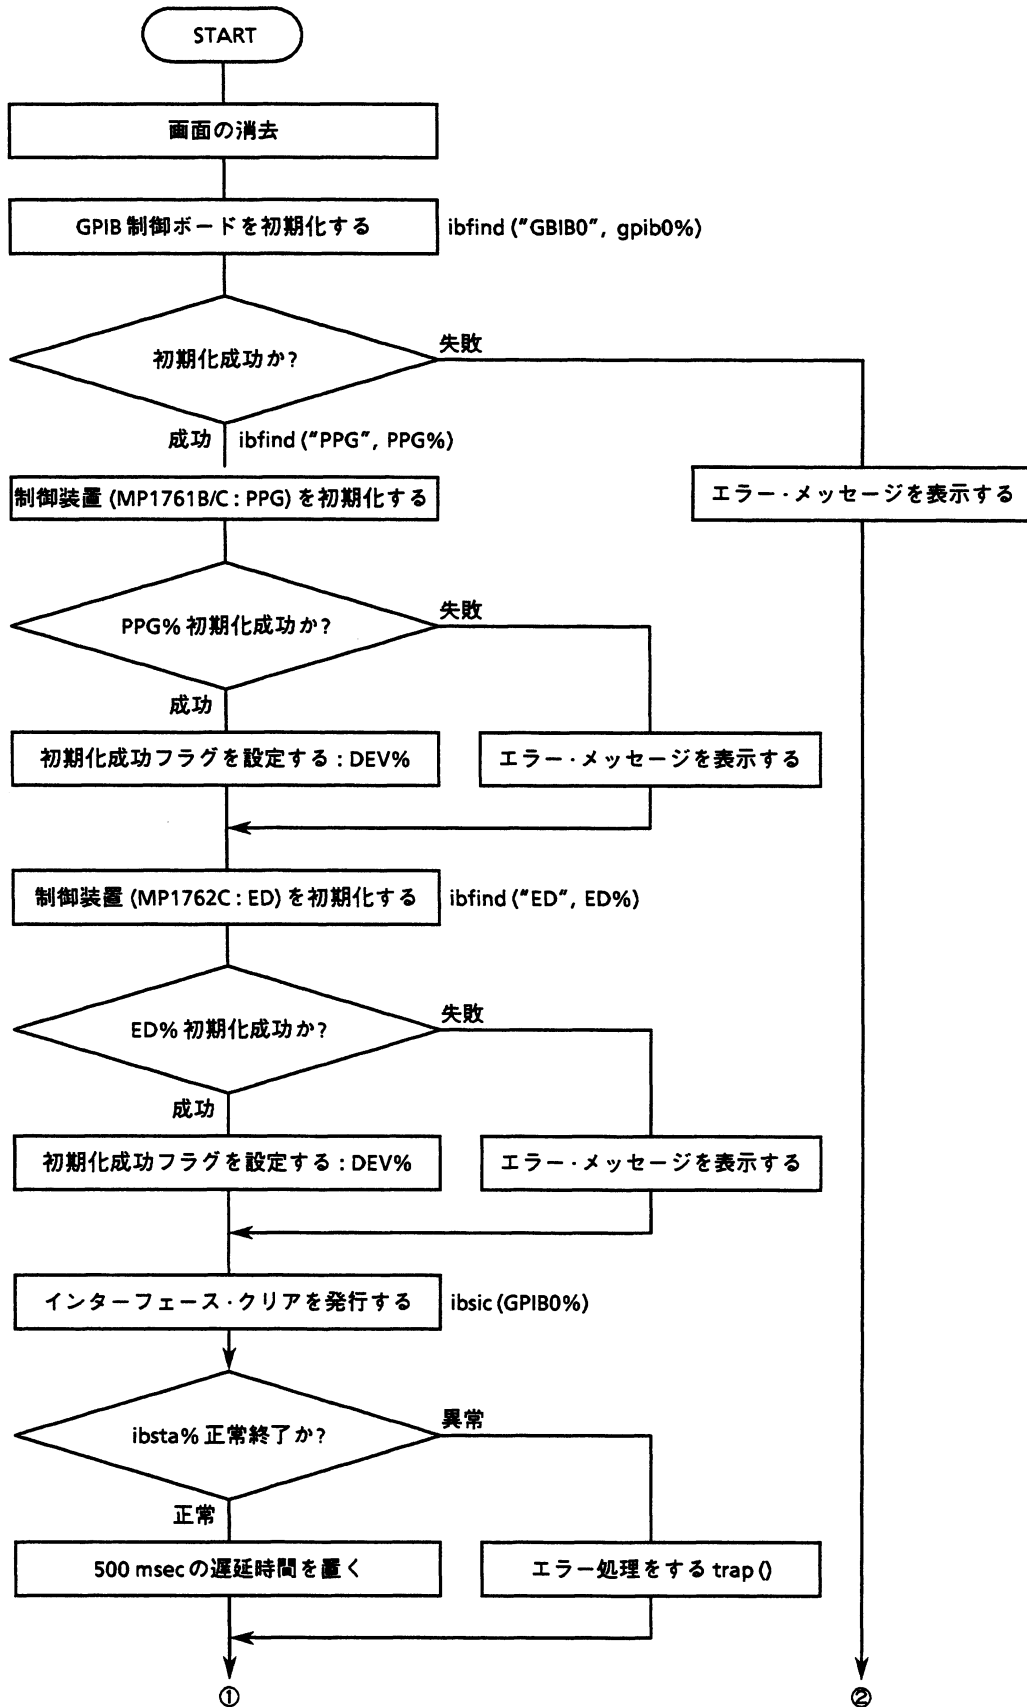 START
画面の消去
GPIB 制御ボードを初期化する
ibfind ("GBIB0", gpib0%)
初期化成功か?
失敗
成功
ibfind ("PPG", PPG%)
制御装置 (MP1761B/C : PPG) を初期化する
エラー・メッセージを表示する
PPG% 初期化成功か?
失敗
成功
初期化成功フラグを設定する : DEV%
エラー・メッセージを表示する
制御装置 (MP1762C : ED) を初期化する
ibfind ("ED", ED%)
ED% 初期化成功か?
失敗
成功
初期化成功フラグを設定する : DEV%
エラー・メッセージを表示する
インターフェース・クリアを発行する
ibsic (GPIB0%)
ibsta% 正常終了か?
異常
正常
500 msec の遅延時間を置く
エラー処理をする trap ()
①
②